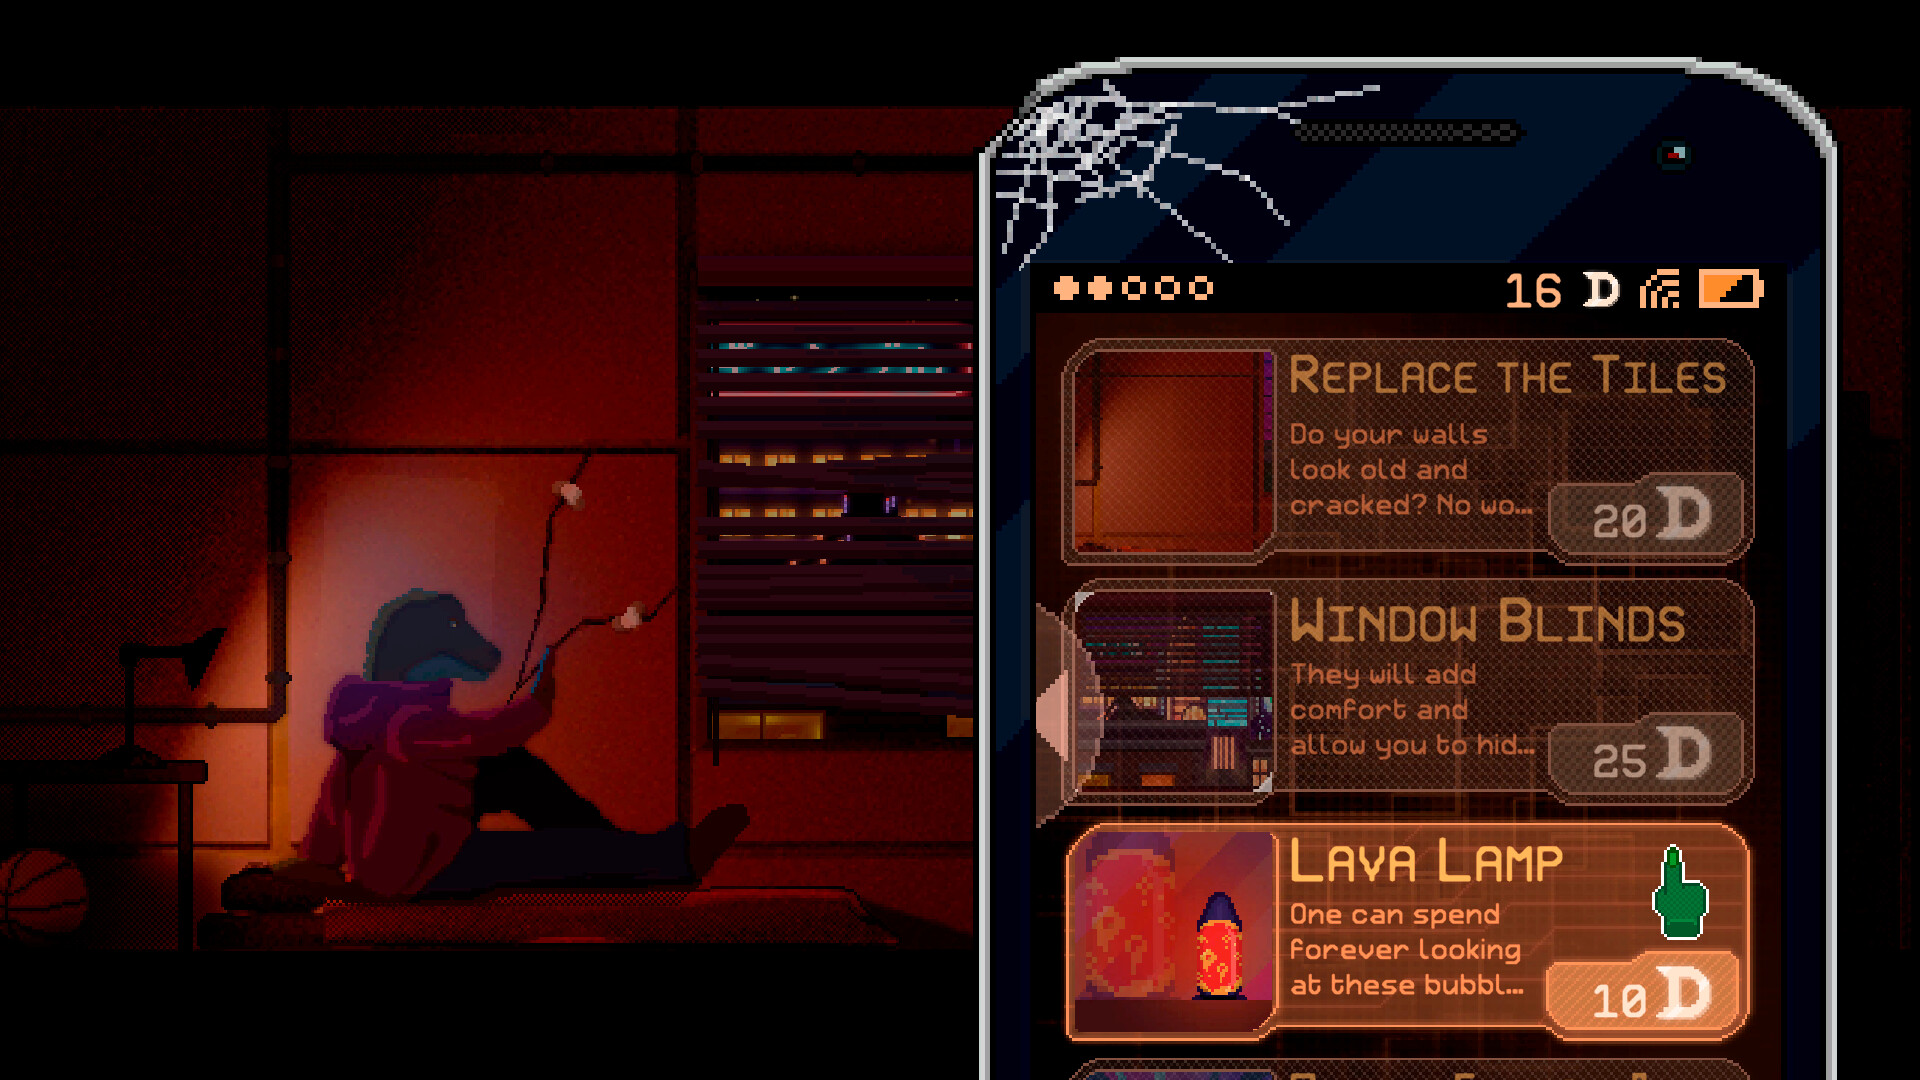 16 D
Replace the Tiles
Do your walls
look old and
cracked? No wo...
20 D
Window Blinds
They will add
comfort and
allow you to hid...
25 D
Lava Lamp
One can spend
forever looking
at these bubbl...
10 D